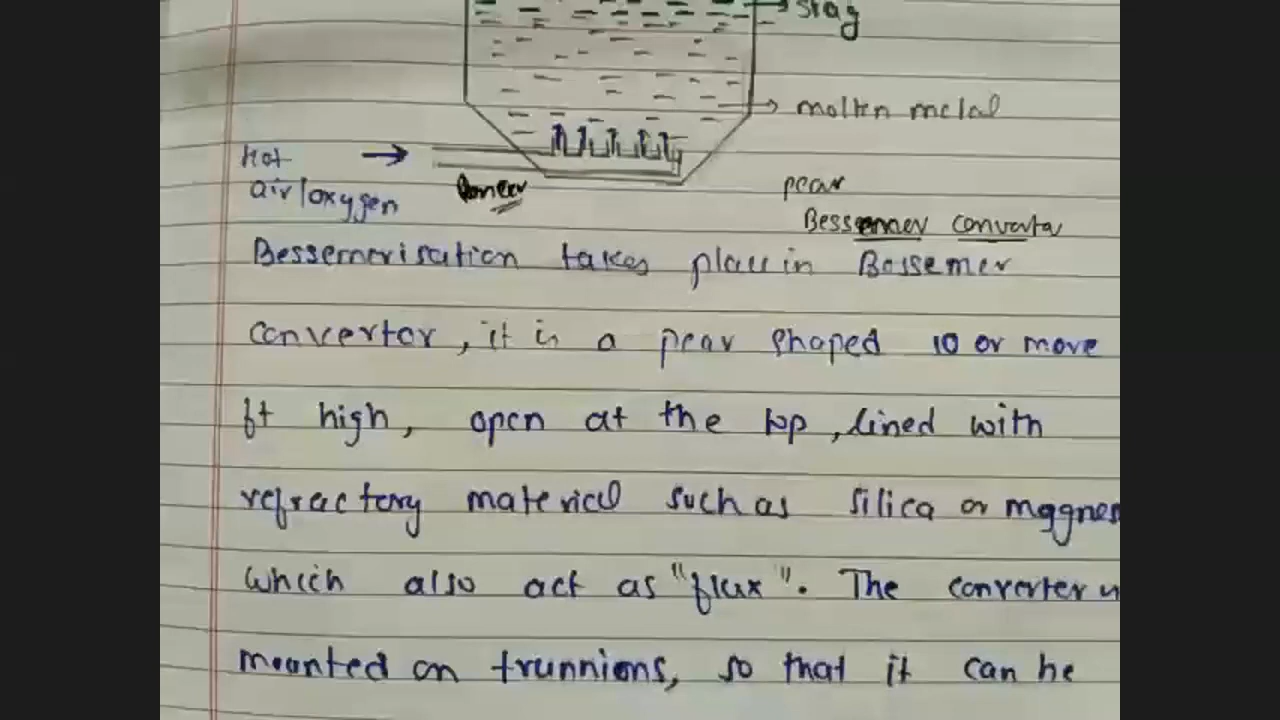 slag
molten metal
Hot
air/oxygen
pear
Bessemer converter
Bessemerisation takes place in Bessemer
convertor, it is a pear shaped 10 or more
ft high, open at the top, lined with
refractory material such as silica or magnes
which also act as "flux". The converter is
mounted on trunnions, so that it can be